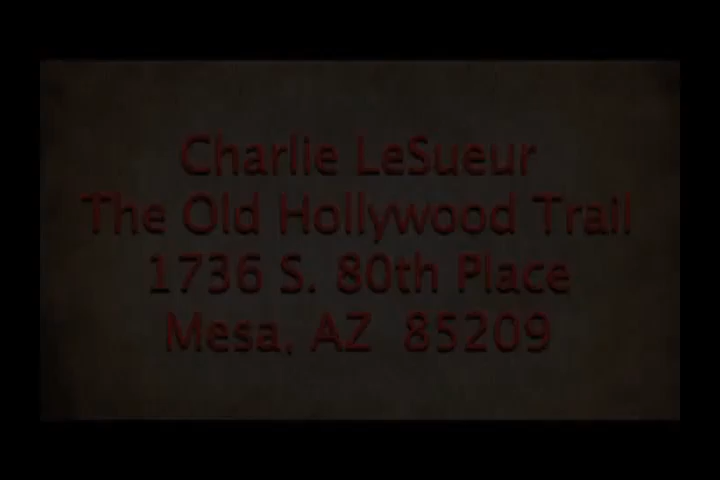 Charlie LeSueur
The Old Hollywood Trail
1736 S. 80th Place
Mesa, AZ  85209